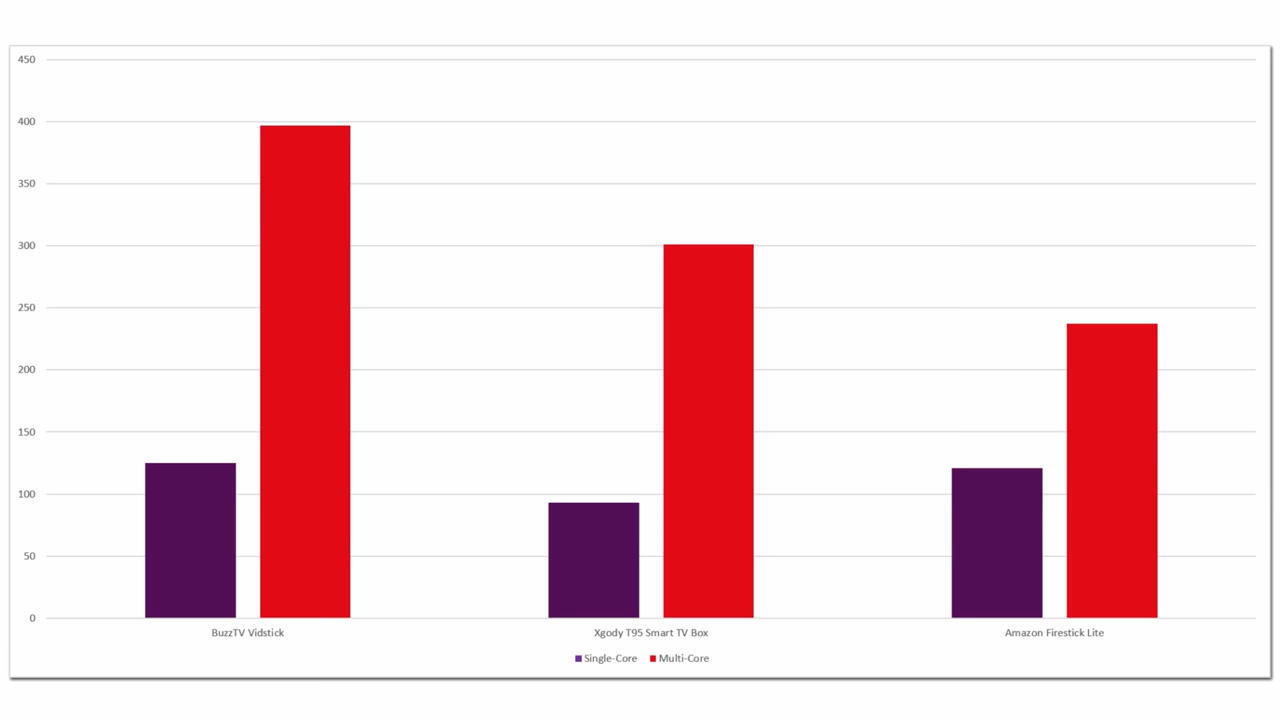 450
400
350
300
250
200
150
100
50
0
BuzzTV Vidstick
Xgody T95 Smart TV Box
Amazon Firestick Lite
Single-Core
Multi-Core